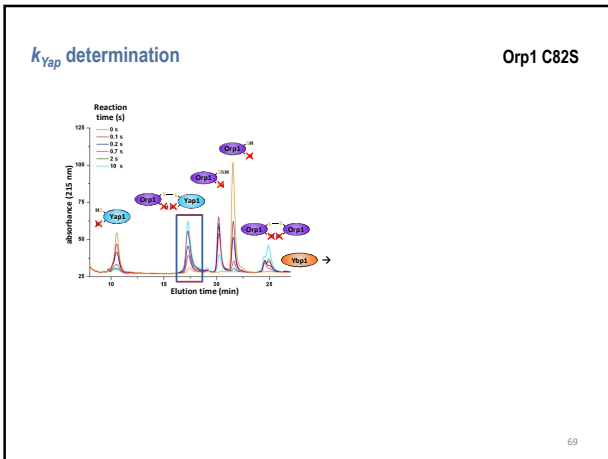 k_Yap determination
Orp1 C82S
Reaction
time (s)
0 s
0.1 s
0.2 s
0.7 s
2 s
10 s
absorbance (215 nm)
125
100
75
50
25
10
15
20
25
Elution time (min)
Yap1
Orp1
Yap1
Orp1
Orp1
SH
Orp1
Orp1
Ybp1 →
69